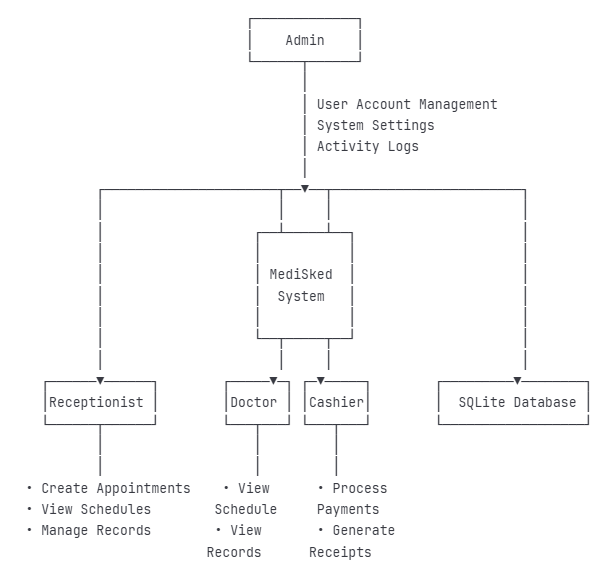 Admin
User Account Management
System Settings
Activity Logs
MediSked
System
Receptionist
Doctor
Cashier
SQLite Database
• Create Appointments
• View Schedules
• Manage Records
• View
Schedule
• View
Records
• Process
Payments
• Generate
Receipts